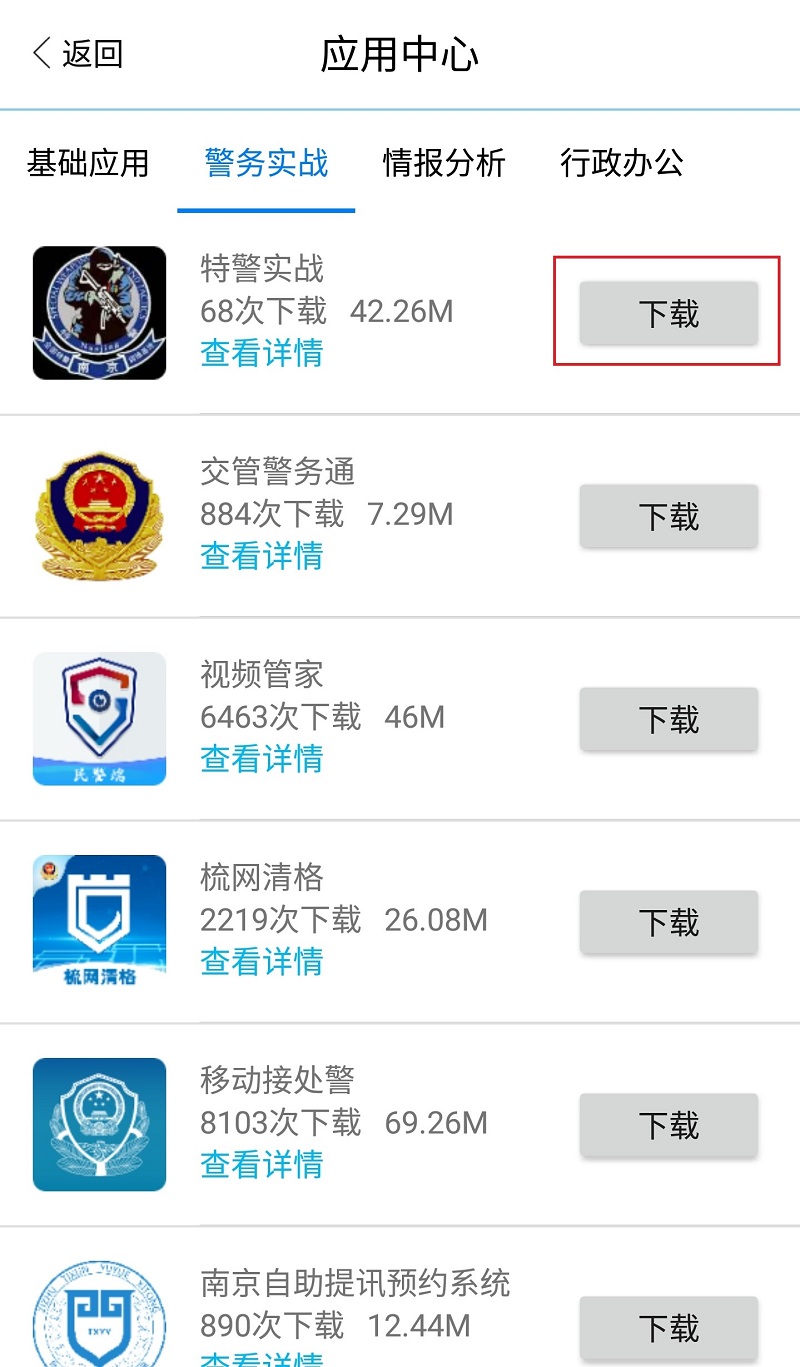 返回
应用中心
基础应用 警务实战 情报分析 行政办公
特警实战
68次下载 42.26M
查看详情
下载
南京
交管警务通
884次下载 7.29M
查看详情
下载
视频管家
6463次下载 46M
查看详情
下载
民警端
梳网清格
2219次下载 26.08M
查看详情
下载
梳网清格
移动接处警
8103次下载 69.26M
查看详情
下载
南京自助提讯预约系统
890次下载 12.44M
查看详情
下载
TXYY